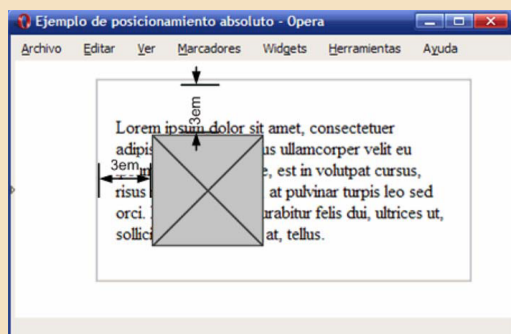 Ejemplo de posicionamiento absoluto - Opera
Archivo Editar Ver Marcadores Widgets Herramientas Ayuda
3em
Lorem ipsum dolor sit amet, consectetuer
adipis us ullamcorper velit eu
3em e, est in volutpat cursus,
risus at pulvinar turpis leo sed
orci. urabitur felis dui, ultrices ut,
sollici at, tellus.